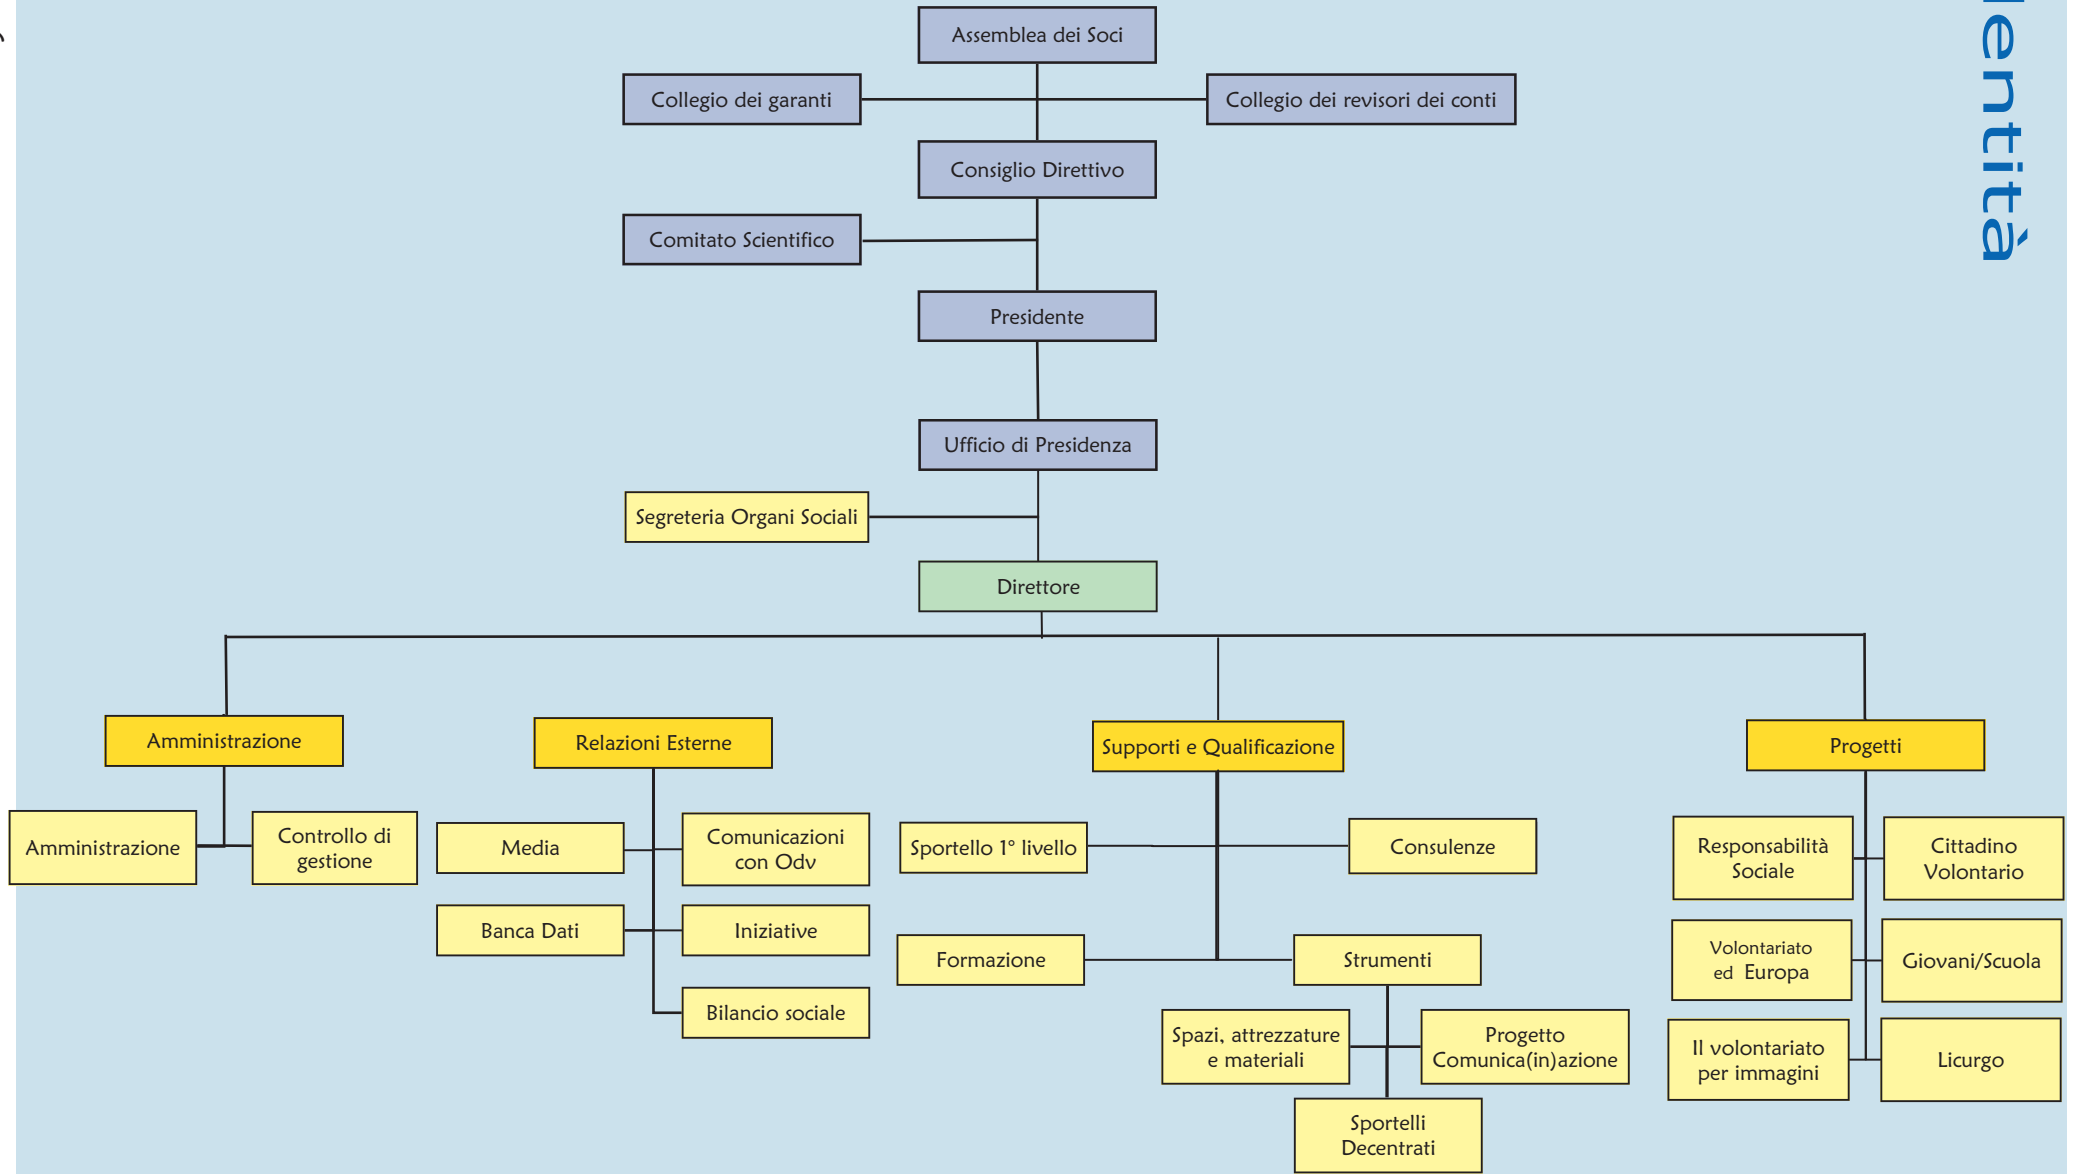 Assemblea dei Soci
Collegio dei garanti
Collegio dei revisori dei conti
Consiglio Direttivo
Comitato Scientifico
Presidente
Ufficio di Presidenza
Segreteria Organi Sociali
Direttore
Amministrazione
Relazioni Esterne
Supporti e Qualificazione
Progetti
Amministrazione
Controllo di
gestione
Media
Comunicazioni
con Odv
Banca Dati
Iniziative
Bilancio sociale
Sportello 1° livello
Consulenze
Formazione
Strumenti
Spazi, attrezzature
e materiali
Progetto
Comunica(in)azione
Sportelli
Decentrati
Responsabilità
Sociale
Cittadino
Volontario
Volontariato
ed Europa
Giovani/Scuola
Il volontariato
per immagini
Licurgo
dentità